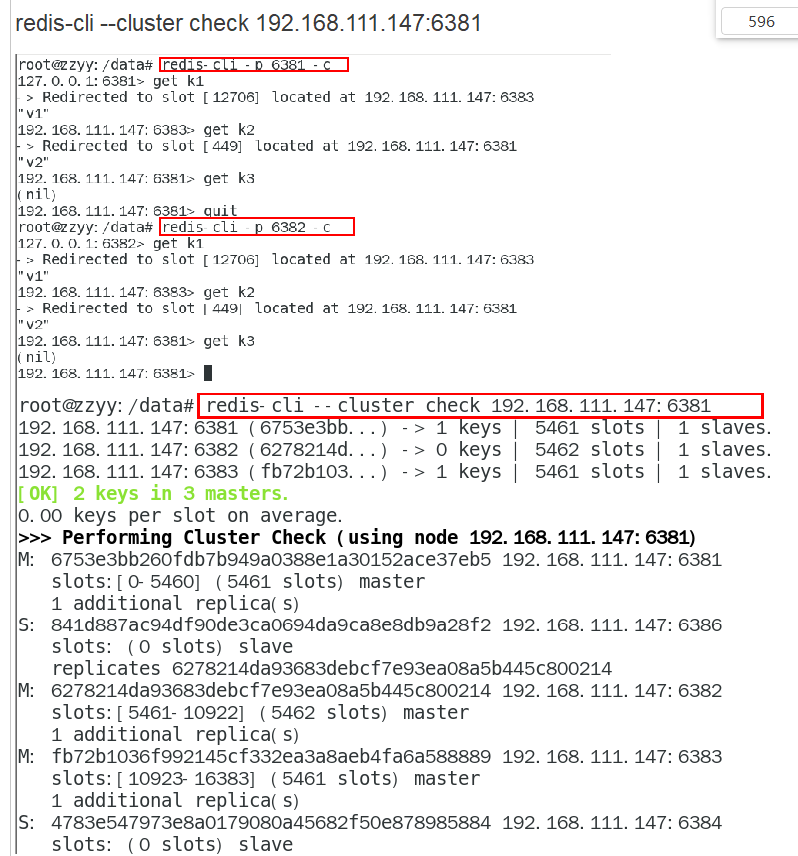 redis-cli --cluster check 192.168.111.147:6381
596
root@zzyy:/data# redis-cli -p 6381 -c
127.0.0.1:6381> get k1
-> Redirected to slot [12706] located at 192.168.111.147:6383
"v1"
192.168.111.147:6383> get k2
-> Redirected to slot [449] located at 192.168.111.147:6381
"v2"
192.168.111.147:6381> get k3
(nil)
192.168.111.147:6381> quit
root@zzyy:/data# redis-cli -p 6382 -c
127.0.0.1:6382> get k1
-> Redirected to slot [12706] located at 192.168.111.147:6383
"v1"
192.168.111.147:6383> get k2
-> Redirected to slot [449] located at 192.168.111.147:6381
"v2"
192.168.111.147:6381> get k3
(nil)
192.168.111.147:6381>
root@zzyy:/data# redis-cli --cluster check 192.168.111.147:6381
192.168.111.147:6381 (6753e3bb...) -> 1 keys | 5461 slots | 1 slaves.
192.168.111.147:6382 (6278214d...) -> 0 keys | 5462 slots | 1 slaves.
192.168.111.147:6383 (fb72b103...) -> 1 keys | 5461 slots | 1 slaves.
[OK] 2 keys in 3 masters.
0.00 keys per slot on average.
>>> Performing Cluster Check (using node 192.168.111.147:6381)
M: 6753e3bb260fdb7b949a0388e1a30152ace37eb5 192.168.111.147:6381
slots:[0-5460] (5461 slots) master
1 additional replica(s)
S: 841d887ac94df90de3ca0694da9ca8e8db9a28f2 192.168.111.147:6386
slots: (0 slots) slave
replicates 6278214da93683debcf7e93ea08a5b445c800214
M: 6278214da93683debcf7e93ea08a5b445c800214 192.168.111.147:6382
slots:[5461-10922] (5462 slots) master
1 additional replica(s)
M: fb72b1036f992145cf332ea3a8aeb4fa6a588889 192.168.111.147:6383
slots:[10923-16383] (5461 slots) master
1 additional replica(s)
S: 4783e547973e8a0179080a45682f50e878985884 192.168.111.147:6384
slots: (0 slots) slave